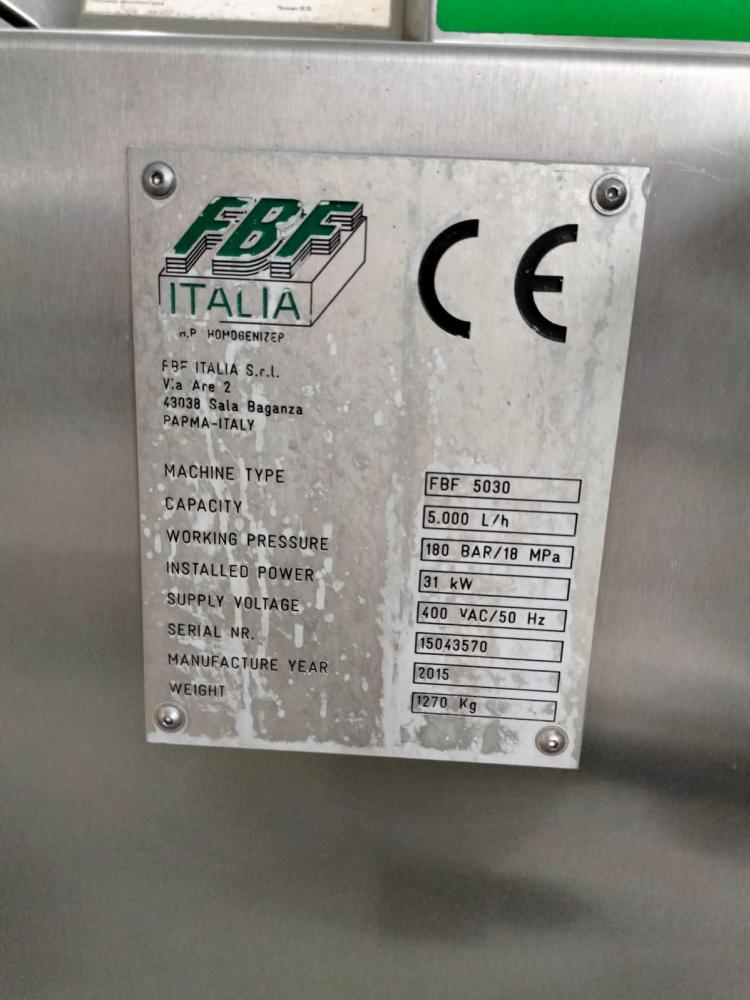 Чунихо Н.П.
FBF
ITALIA
H.P HOMOGENIZER
CE
FBF ITALIA S.r.l.
Via Are 2
43038 Sala Baganza
PARMA-ITALY
MACHINE TYPE FBF 5030
CAPACITY 5.000 L/h
WORKING PRESSURE 180 BAR/18 MPa
INSTALLED POWER 31 kW
SUPPLY VOLTAGE 400 VAC/50 Hz
SERIAL NR. 15043570
MANUFACTURE YEAR 2015
WEIGHT 1270 Kg